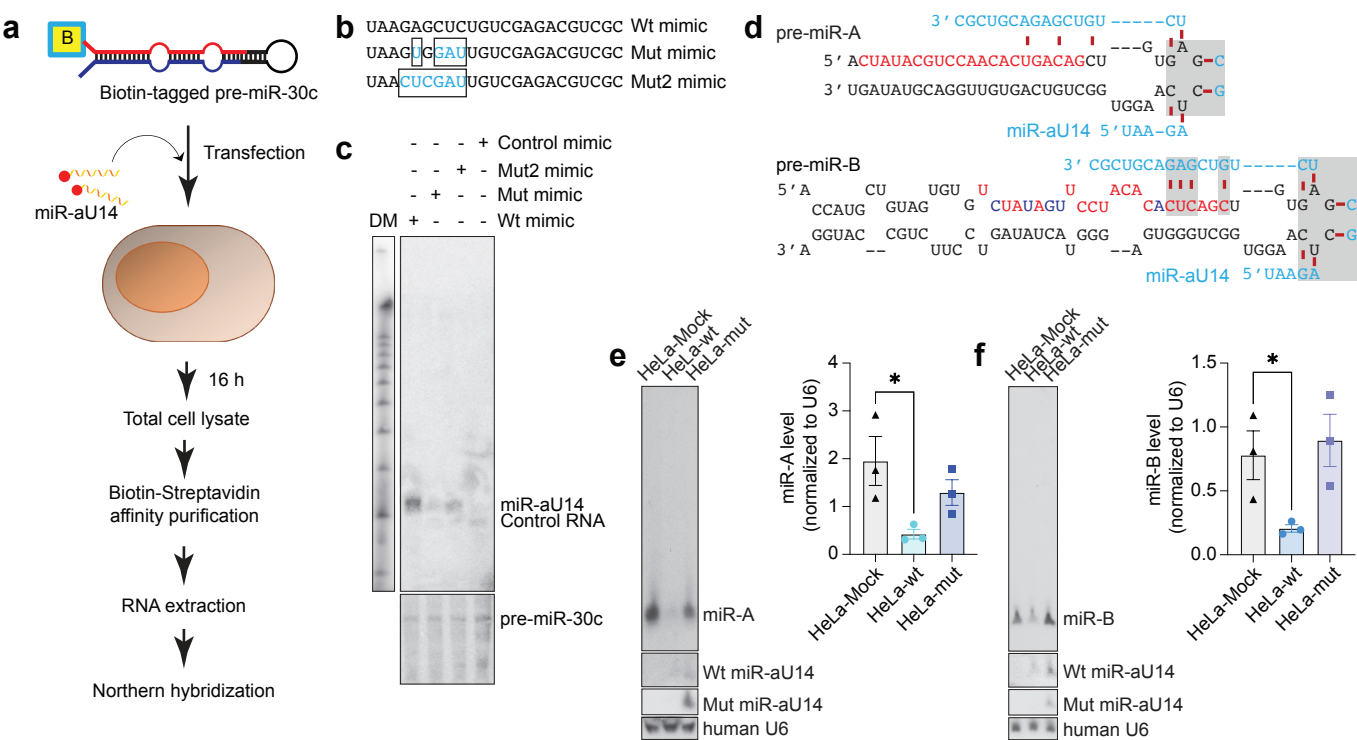 a
B
Biotin-tagged pre-miR-30c
Transfection
miR-aU14
16 h
Total cell lysate
Biotin-Streptavidin
affinity purification
RNA extraction
Northern hybridization
b
UAAGAGCUCUGUCGAGACGUCGC Wt mimic
UAAGUGGAUUGUCGAGACGUCGC Mut mimic
UAACUCGAUUGUCGAGACGUCGC Mut2 mimic
c
- - - + Control mimic
- - + - Mut2 mimic
- + - - Mut mimic
DM + - - - Wt mimic
miR-aU14
Control RNA
pre-miR-30c
d
3' CGCUGCAGAGCUGU -----CU
pre-miR-A
---G A
5' ACUAUACGUCCAACACUGACAGCU UG G C
3' UGAUAUGCAGGUUGUGACUGUCGG AC C G
UGGA U
miR-aU14 5'UAA-GA
pre-miR-B
3' CGCUGCAGAGCUGU-----CU
5'A CU UGU U U ACA ---G A
CCAUG GUAG G CUAUAGU CCU CACUCAGCU UG G C
GGUAC CGUC C GAUAUCA GGG GUGGGUCGG AC C G
3'A -- UUC U U --A UGGA U
miR-aU14 5'UAAGA
e
HeLa-Mock
HeLa-wt
HeLa-mut
miR-A
Wt miR-aU14
Mut miR-aU14
human U6
miR-A level
(normalized to U6)
4
3
2
1
0
*
HeLa-Mock
HeLa-wt
HeLa-mut
f
HeLa-Mock
HeLa-wt
HeLa-mut
miR-B
Wt miR-aU14
Mut miR-aU14
human U6
miR-B level
(normalized to U6)
1.5
1.0
0.5
0.0
*
HeLa-Mock
HeLa-wt
HeLa-mut